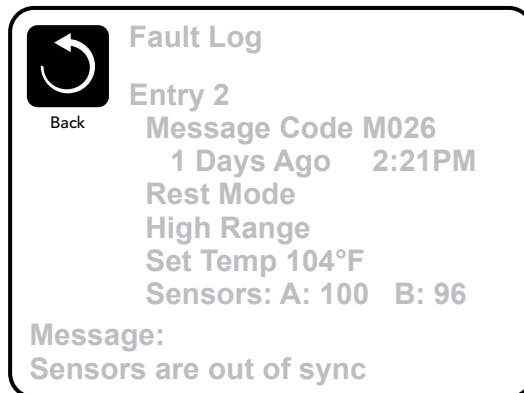 Fault Log
Back
Entry 2
Message Code M026
1 Days Ago 2:21PM
Rest Mode
High Range
Set Temp 104°F
Sensors: A: 100 B: 96
Message:
Sensors are out of sync